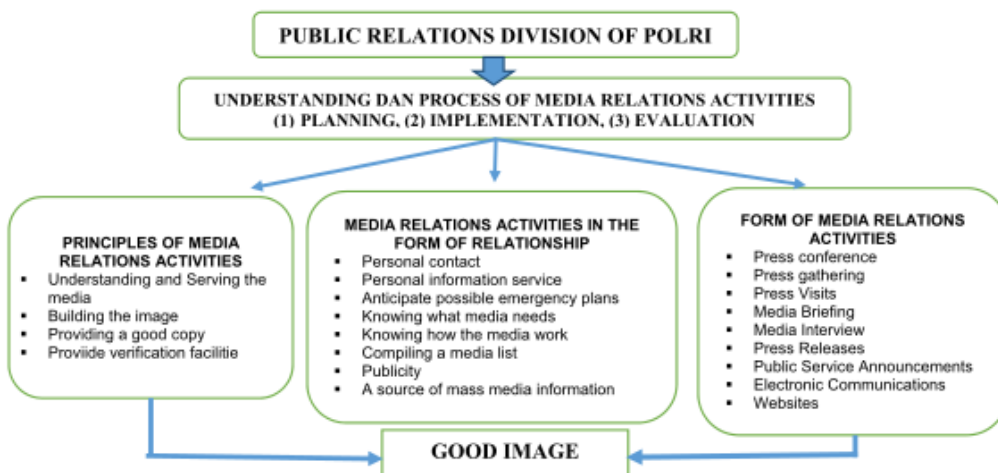 PUBLIC RELATIONS DIVISION OF POLRI
UNDERSTANDING DAN PROCESS OF MEDIA RELATIONS ACTIVITIES
(1) PLANNING, (2) IMPLEMENTATION, (3) EVALUATION
PRINCIPLES OF MEDIA
RELATIONS ACTIVITIES
▪ Understanding and Serving the
media
▪ Building the image
▪ Providing a good copy
▪ Proviide verification facilitie
MEDIA RELATIONS ACTIVITIES IN THE
FORM OF RELATIONSHIP
▪ Personal contact
▪ Personal information service
▪ Anticipate possible emergency plans
▪ Knowing what media needs
▪ Knowing how the media work
▪ Compiling a media list
▪ Publicity
▪ A source of mass media information
FORM OF MEDIA RELATIONS
ACTIVITIES
▪ Press conference
▪ Press gathering
▪ Press Visits
▪ Media Briefing
▪ Media Interview
▪ Press Releases
▪ Public Service Announcements
▪ Electronic Communications
▪ Websites
GOOD IMAGE